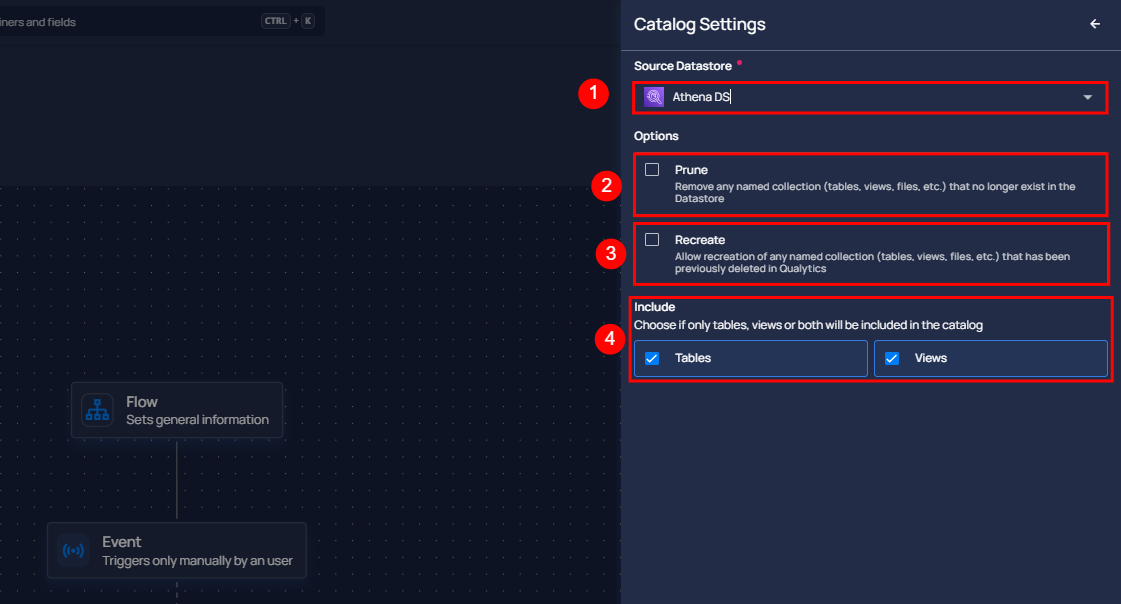 iners and fields
CTRL + K
Catalog Settings
Source Datastore
1
Athena DS
Options
2
Prune
Remove any named collection (tables, views, files, etc.) that no longer exist in the
Datastore
3
Recreate
Allow recreation of any named collection (tables, views, files, etc.) that has been
previously deleted in Qualytics
4
Include
Choose if only tables, views or both will be included in the catalog
Tables
Views
Flow
Sets general information
Event
Triggers only manually by an user